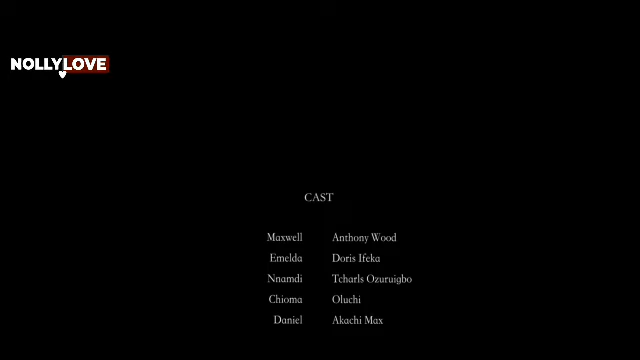 NOLLYLOVE
CAST
Maxwell Anthony Wood
Emelda Doris Ifeka
Nnamdi Tcharls Ozuruigbo
Chioma Oluchi
Daniel Akachi Max